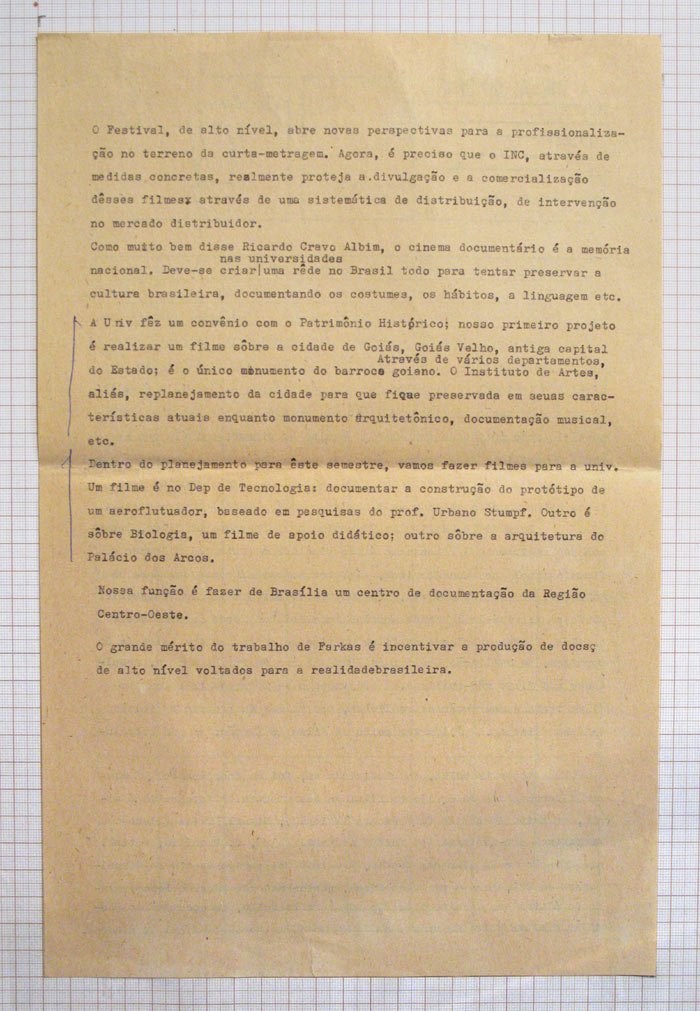 O Festival, de alto nível, abre novas perspectivas para a profissionaliza-
ção no terreno da curta-metragem. Agora, é preciso que o INC, através de
medidas concretas, realmente proteja a divulgação e a comercialização
dêsses filmes; através de uma sistemática de distribuição, de intervenção
no mercado distribuidor.
Como muito bem disse Ricardo Cravo Albim, o cinema documentário é a memória
nas universidades
nacional. Deve-se criar|uma rêde no Brasil todo para tentar preservar a
cultura brasileira, documentando os costumes, os hábitos, a linguagem etc.
A Univ fêz um convênio com o Patrimônio Histórico; nosso primeiro projeto
é realizar um filme sôbre a cidade de Goiás, Goiás Velho, antiga capital
Através de vários departamentos,
do Estado; é o único monumento do barroco goiano. O Instituto de Artes,
aliás, replanejamento da cidade para que fique preservada em seuas carac-
terísticas atuais enquanto monumento arquitetônico, documentação musical,
etc.
Dentro do planejamento para êste semestre, vamos fazer filmes para a univ.
Um filme é no Dep de Tecnologia: documentar a construção do protótipo de
um aeroflutuador, baseado em pesquisas do prof. Urbano Stumpf. Outro é
sôbre Biologia, um filme de apoio didático; outro sôbre a arquitetura do
Palácio dos Arcos.
Nossa função é fazer de Brasília um centro de documentação da Região
Centro-Oeste.
O grande mérito do trabalho de Farkas é incentivar a produção de docsç
de alto nível voltados para a realidadebrasileira.